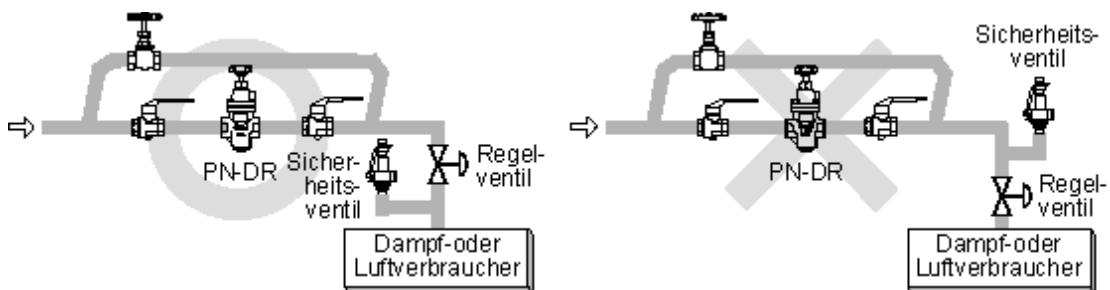 PN-DR
Sicher-
heits-
ventil
Regel-
ventil
Dampf-oder
Luftverbraucher
Sicherheits-
ventil
PN-DR
Regel-
ventil
Dampf-oder
Luftverbraucher